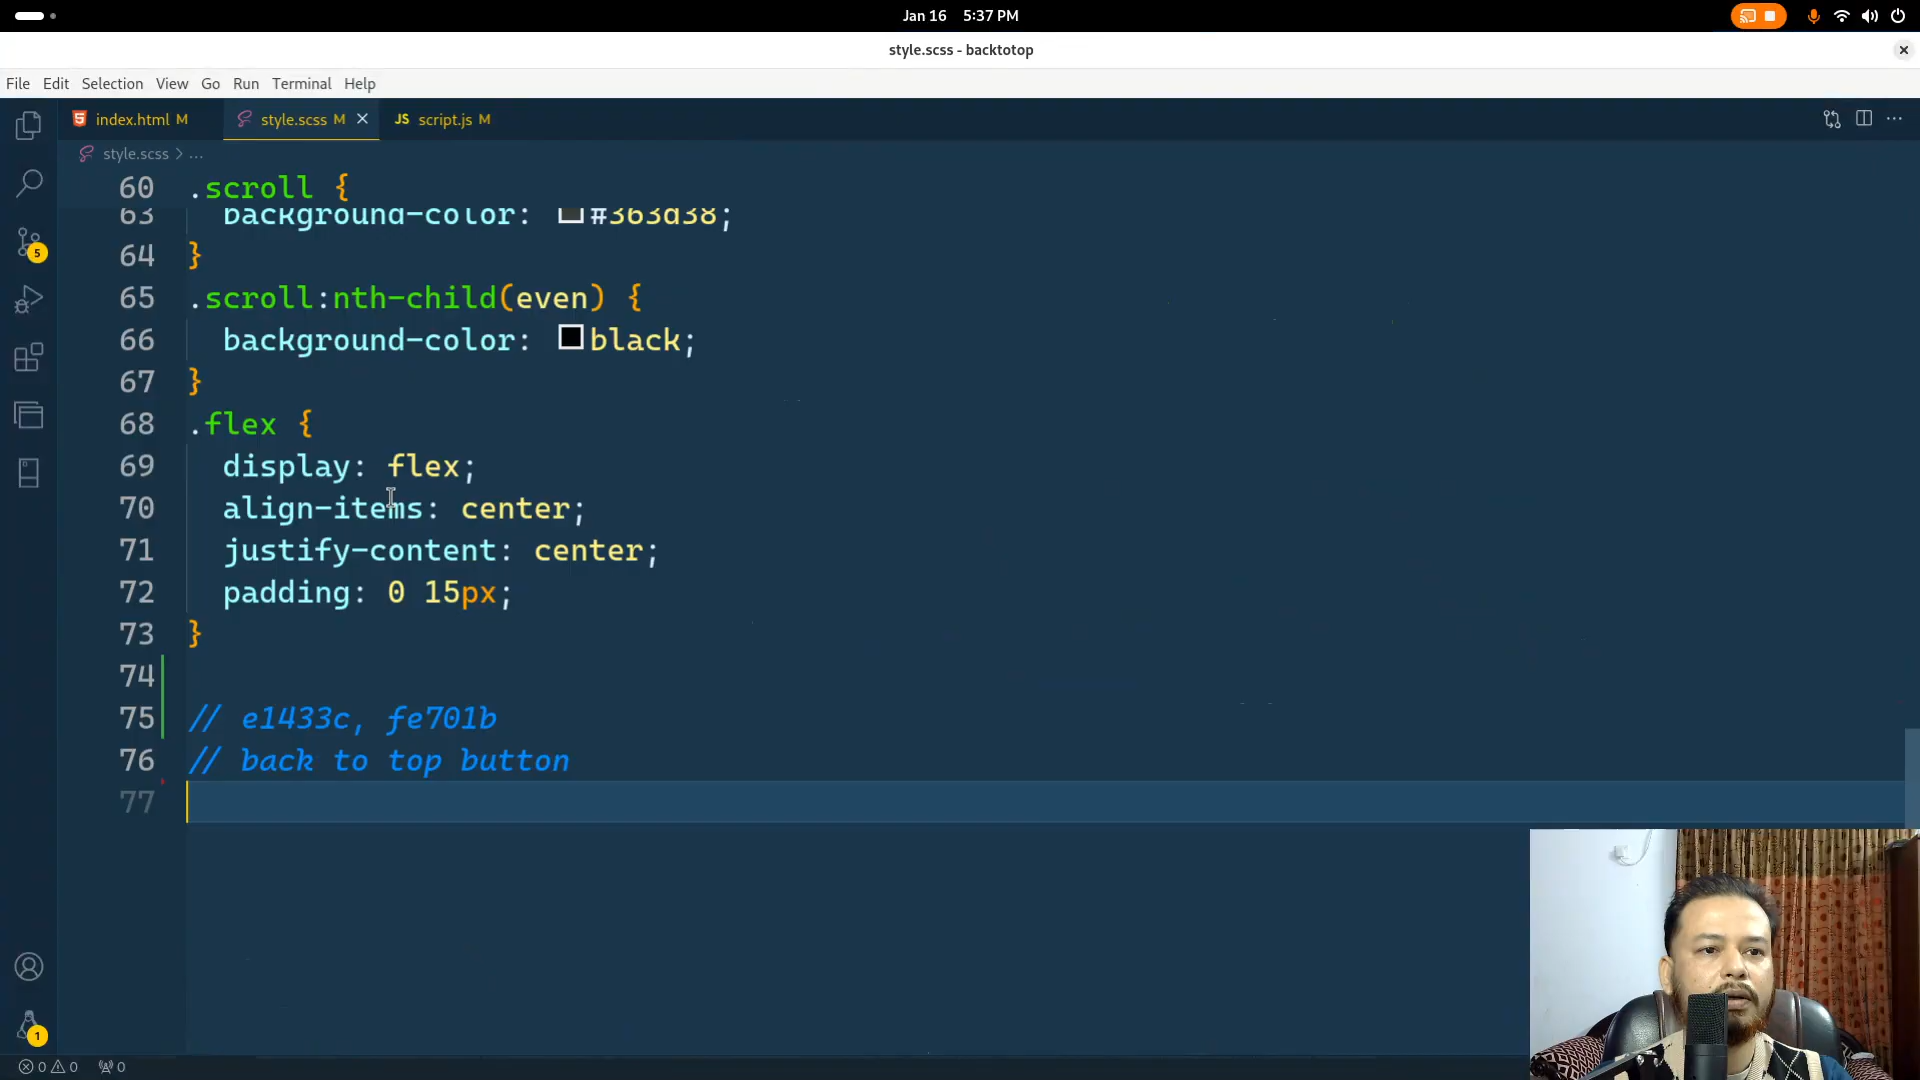 Jan 16 5:37 PM
style.scss - backtotop
File Edit Selection View Go Run Terminal Help
index.html M style.scss M JS script.js M
style.scss > ...
60 .scroll {
63 background-color: #363d38;
64 }
65 .scroll:nth-child(even) {
66 background-color: black;
67 }
68 .flex {
69 display: flex;
70 align-items: center;
71 justify-content: center;
72 padding: 0 15px;
73 }
74
75 // e1433c, fe701b
76 // back to top button
77
5
1
0 0 0